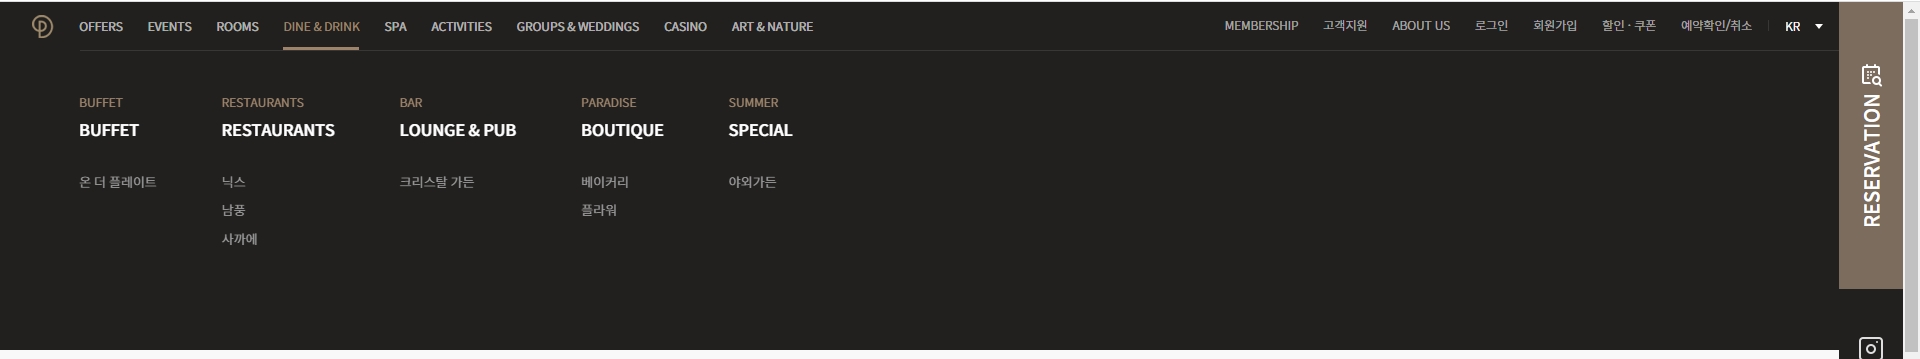 OFFERS EVENTS ROOMS DINE & DRINK SPA ACTIVITIES GROUPS & WEDDINGS CASINO ART & NATURE MEMBERSHIP 고객지원 ABOUT US 로그인 회원가입 할인 · 쿠폰 예약확인/취소 KR
BUFFET RESTAURANTS BAR PARADISE SUMMER
BUFFET RESTAURANTS LOUNGE & PUB BOUTIQUE SPECIAL
온 더 플레이트 닉스 크리스탈 가든 베이커리 야외가든
남풍 플라워
사까에
RESERVATION